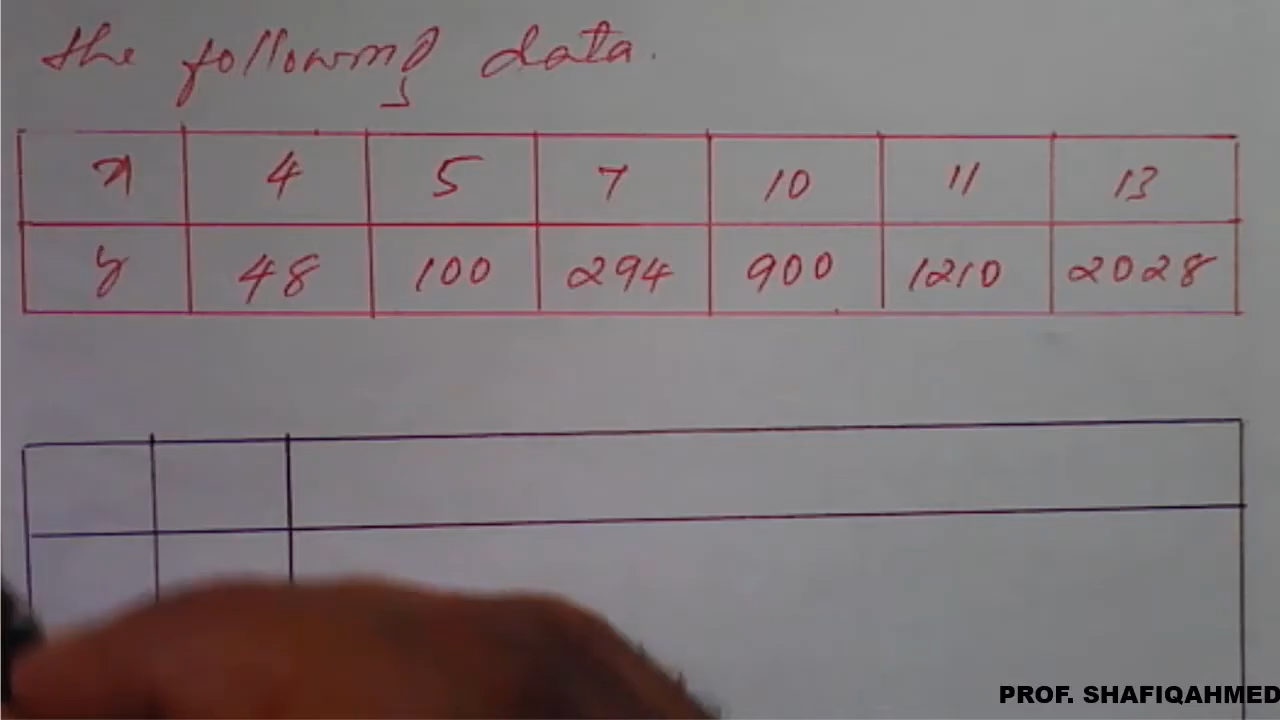 the following data.
x 4 5 7 10 11 13
y 48 100 294 900 1210 2028
PROF. SHAFIQAHMED